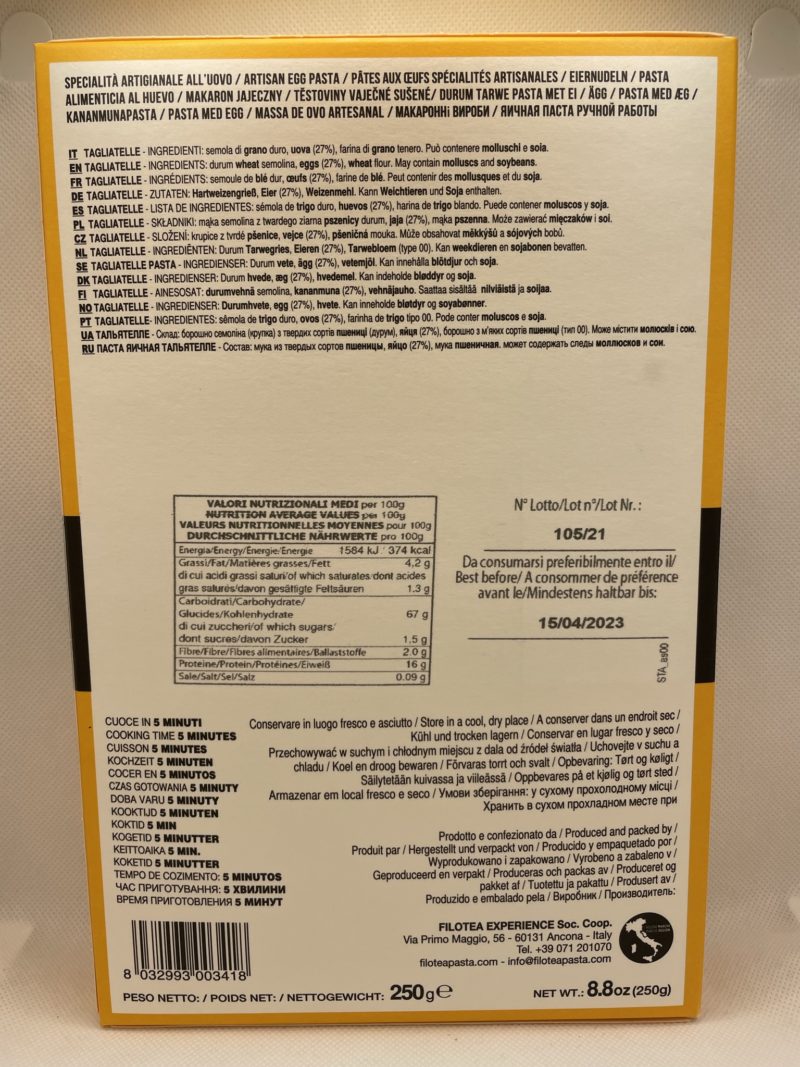 SPECIALITÀ ARTIGIANALE ALL'UOVO / ARTISAN EGG PASTA / PÂTES AUX ŒUFS SPÉCIALITÉS ARTISANALES / EIERNUDELN / PASTA
ALIMENTICIA AL HUEVO / MAKARON JAJECZNY / TĚSTOVINY VAJEČNÉ SUŠENÉ/ DURUM TARWE PASTA MET EI / ÄGG / PASTA MED ÆG /
KANANMUNAPASTA / PASTA MED EGG / MASSA DE OVO ARTESANAL / МАКАРОННі ВИРОБИ / ЯИЧНАЯ ПАСТА РУЧНОЙ РАБОТЫ
IT TAGLIATELLE - INGREDIENTI: semola di grano duro, uova (27%), farina di grano tenero. Può contenere molluschi e soia.
EN TAGLIATELLE - INGREDIENTS: durum wheat semolina, eggs (27%), wheat flour. May contain molluscs and soybeans.
FR TAGLIATELLE - INGRÉDIENTS: semoule de blé dur, œufs (27%), farine de blé. Peut contenir des mollusques et du soja.
DE TAGLIATELLE - ZUTATEN: Hartweizengrieß, Eier (27%), Weizenmehl. Kann Weichtieren und Soja enthalten.
ES TAGLIATELLE - LISTA DE INGREDIENTES: sémola de trigo duro, huevos (27%), harina de trigo blando. Puede contener moluscos y soja.
PL TAGLIATELLE - SKŁADNIKI: mąka semolina z twardego ziarna pszenicy durum, jaja (27%), mąka pszenna. Może zawierać mięczaków i soi.
CZ TAGLIATELLE - SLOŽENÍ: krupice z tvrdé pšenice, vejce (27%), pšeničná mouka. Může obsahovat měkkýšů a sójových bobů.
NL TAGLIATELLE - INGREDIËNTEN: Durum Tarwegries, Eieren (27%), Tarwebloem (type 00). Kan weekdieren en sojabonen bevatten.
SE TAGLIATELLE PASTA - INGREDIENSER: Durum vete, ägg (27%), vetemjöl. Kan innehålla blötdjur och soja.
DK TAGLIATELLE - INGREDIENSER: Durum hvede, æg (27%), hvedemel. Kan indeholde bløddyr og soja.
FI TAGLIATELLE - AINESOSAT: durumvehnä semolina, kananmuna (27%), vehnäjauho. Saattaa sisältää nilviäistä ja soijaa.
NO TAGLIATELLE - INGREDIENSER: Durumhvete, egg (27%), hvete. Kan inneholde bløtdyr og soyabønner.
PT TAGLIATELLE- INGREDIENTES: sêmola de trigo duro, ovos (27%), farinha de trigo tipo 00. Pode conter moluscos e soja.
UA ТАЛЬЯТЕЛЛЕ - Склад: борошно семоліна (крупка) з твердих сортів пшениці (дурум), яйця (27%), борошно з м'яких сортів пшениці (тип 00). Може містити молюсків і сою.
RU ПАСТА ЯИЧНАЯ ТАЛЬЯТЕЛЛЕ - Состав: мука из твердых сортов пшеницы, яйцо (27%), мука пшеничная. может содержать следы моллюсков и сои.
VALORI NUTRIZIONALI MEDI per 100g
NUTRITION AVERAGE VALUES per 100g
VALEURS NUTRITIONNELLES MOYENNES pour 100g
DURCHSCHNITTLICHE NÄHRWERTE pro 100g
Energia/Energy/Energie/Energie 1584 kJ / 374 kcal
Grassi/Fat/Matières grasses/Fett 4,2 g
di cui acidi grassi saturi/of which saturates/dont acides
gras saturés/davon gesättigte Fettsäuren 1.3 g
Carboidrati/Carbohydrate/
Glucides/Kohlenhydrate 67 g
di cui zuccheri/of which sugars/
dont sucres/davon Zucker 1.5 g
Fibre/Fibre/Fibres alimentaires/Ballaststoffe 2.0 g
Proteine/Protein/Protéines/Eiweiß 16 g
Sale/Salt/Sel/Salz 0.09 g
N° Lotto/Lot n°/Lot Nr.:
105/21
Da consumarsi preferibilmente entro il/
Best before/ A consommer de préférence
avant le/Mindestens haltbar bis:
15/04/2023
STA_as00
CUOCE IN 5 MINUTI
COOKING TIME 5 MINUTES
CUISSON 5 MINUTES
KOCHZEIT 5 MINUTEN
COCER EN 5 MINUTOS
CZAS GOTOWANIA 5 MINUTY
DOBA VARU 5 MINUTY
KOOKTIJD 5 MINUTEN
KOKTID 5 MIN
KOGETID 5 MINUTTER
KEITTOAIKA 5 MIN.
KOKETID 5 MINUTTER
TEMPO DE COZIMENTO: 5 MINUTOS
ЧАС ПРИГОТУВАННЯ: 5 ХВИЛИНИ
ВРЕМЯ ПРИГОТОВЛЕНИЯ 5 МИНУТ
Conservare in luogo fresco e asciutto / Store in a cool, dry place / A conserver dans un endroit sec /
Kühl und trocken lagern / Conservar en lugar fresco y seco /
Przechowywać w suchym i chłodnym miejscu z dala od źródeł światła / Uchovejte v suchu a
chladu / Koel en droog bewaren / Förvaras torrt och svalt / Opbevaring: Tørt og køligt /
Säilytetään kuivassa ja viileässä / Oppbevares på et kjølig og tørt sted /
Armazenar em local fresco e seco / Умови зберігання: у сухому прохолодному місці /
Хранить в сухом прохладном месте при
Prodotto e confezionato da / Produced and packed by /
Produit par / Hergestellt und verpackt von / Producido y empaquetado por /
Wyprodukowano i zapakowano / Vyrobeno a zabaleno v /
Geproduceerd en verpakt / Produceras och packas av / Produceret og
pakket af / Tuotettu ja pakattu / Produsert av /
Produzido e embalado pela / Виробник / Производитель:
FILOTEA EXPERIENCE Soc. Coop.
Via Primo Maggio, 56 - 60131 Ancona - Italy
Tel. +39 071 201070
filoteapasta.com - info@filoteapasta.com
8 032993 003418
PESO NETTO: / POIDS NET: / NETTOGEWICHT: 250g e
NET WT.: 8.8oz (250g)